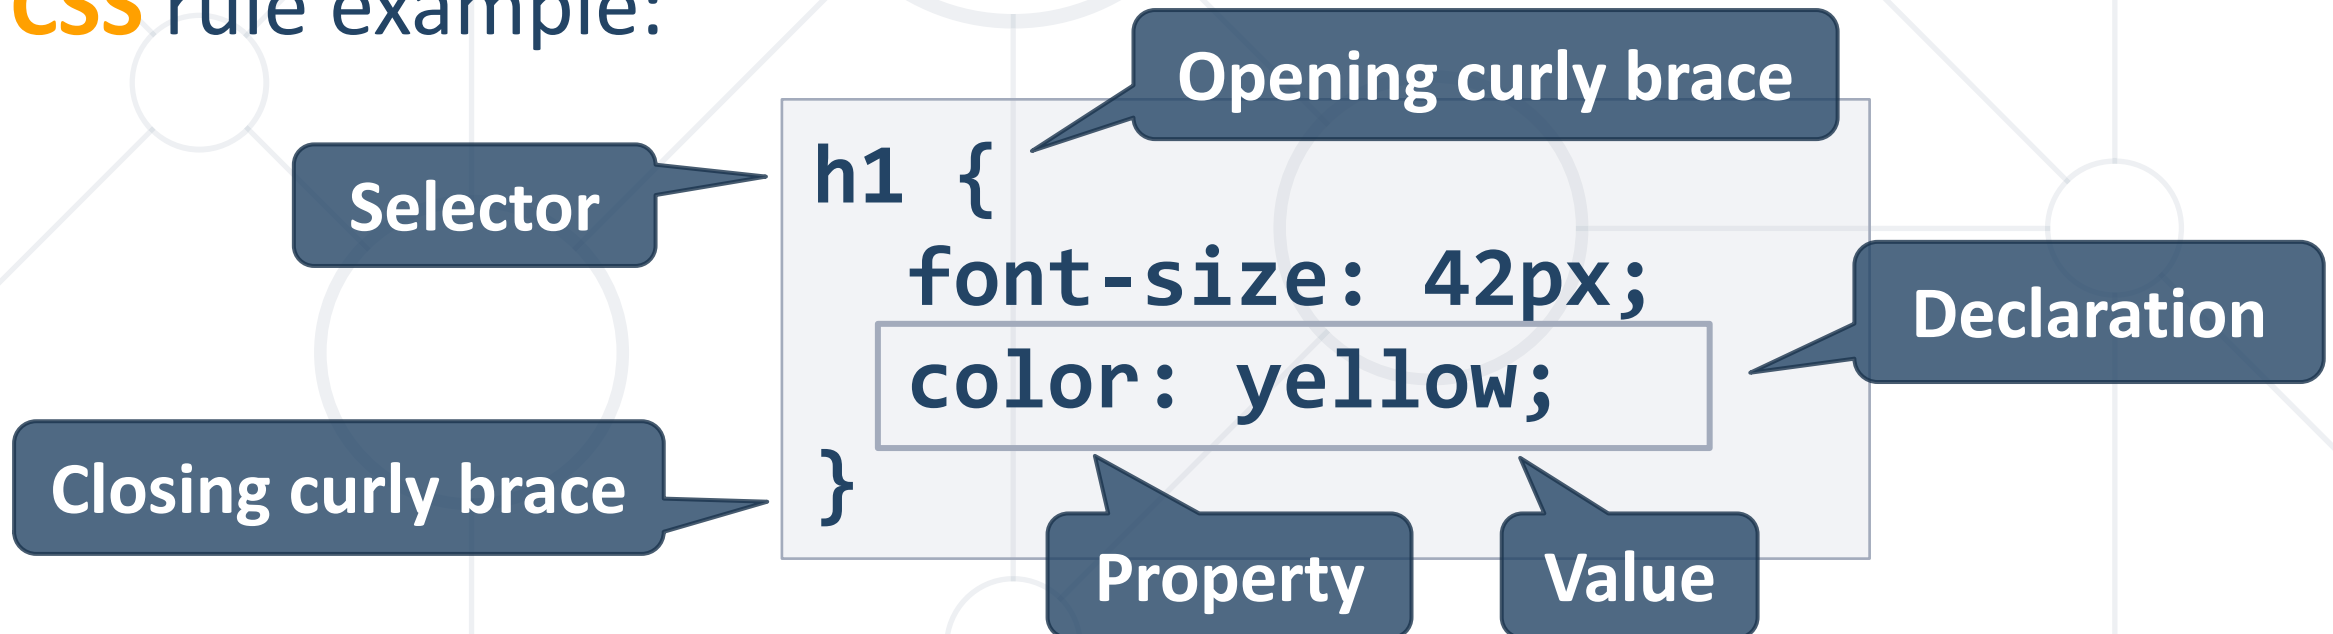 CSS rule example:
Opening curly brace
Selector
h1 {
font-size: 42px;
Declaration
color: yellow;
Closing curly brace
}
Property
Value